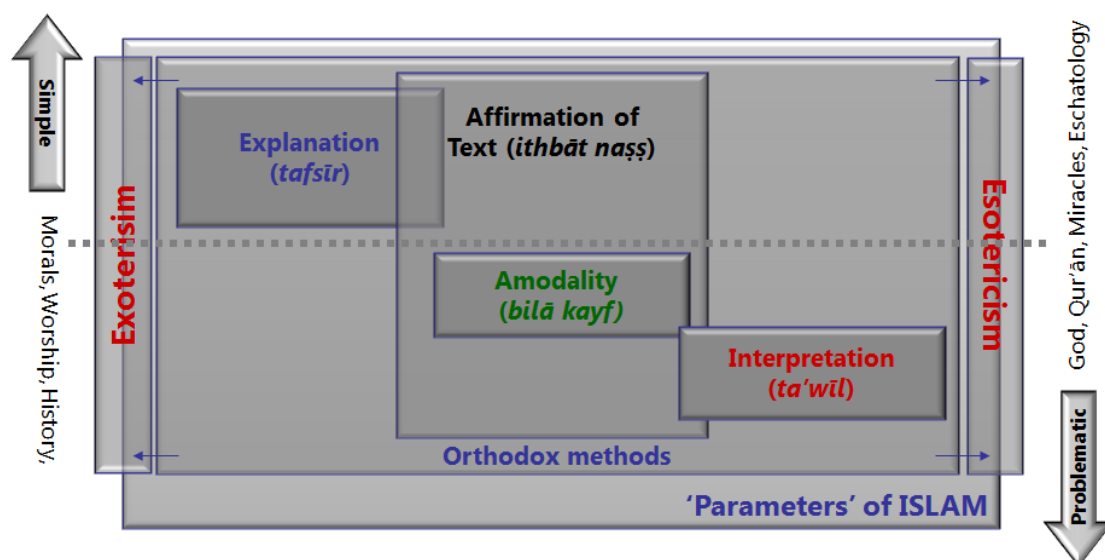 Simple
Morals, Worship, History,
Exoterisim
Explanation
(tafsīr)
Affirmation of
Text (ithbāt naṣṣ)
Amodality
(bilā kayf)
Interpretation
(ta’wīl)
Orthodox methods
‘Parameters’ of ISLAM
Esotericism
God, Qur’ān, Miracles, Eschatology
Problematic